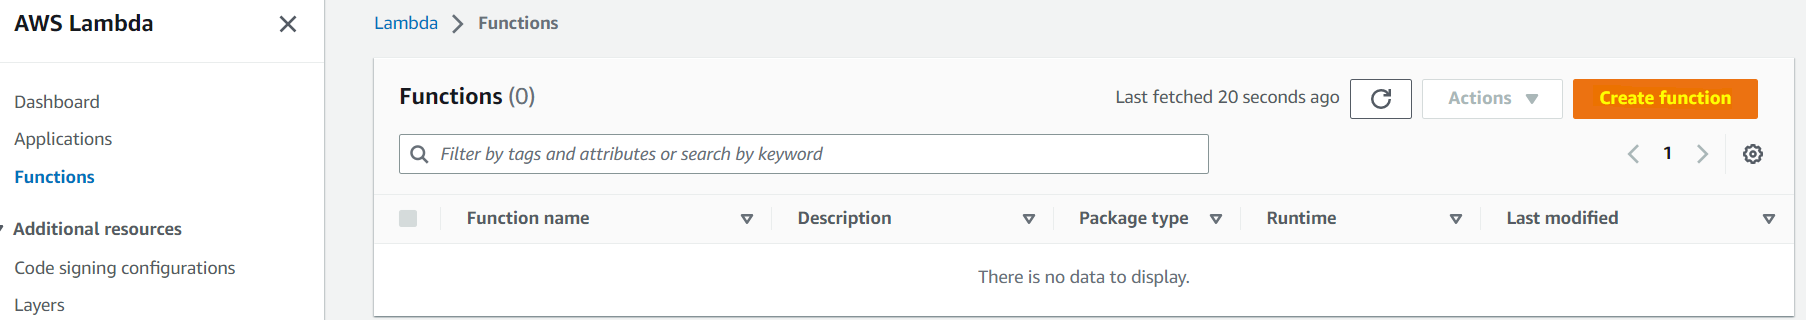 AWS Lambda
Dashboard
Applications
Functions
Additional resources
Code signing configurations
Layers
Lambda Functions
Functions (0)
Last fetched 20 seconds ago
Actions
Create function
Filter by tags and attributes or search by keyword
1
Function name Description Package type Runtime Last modified
There is no data to display.